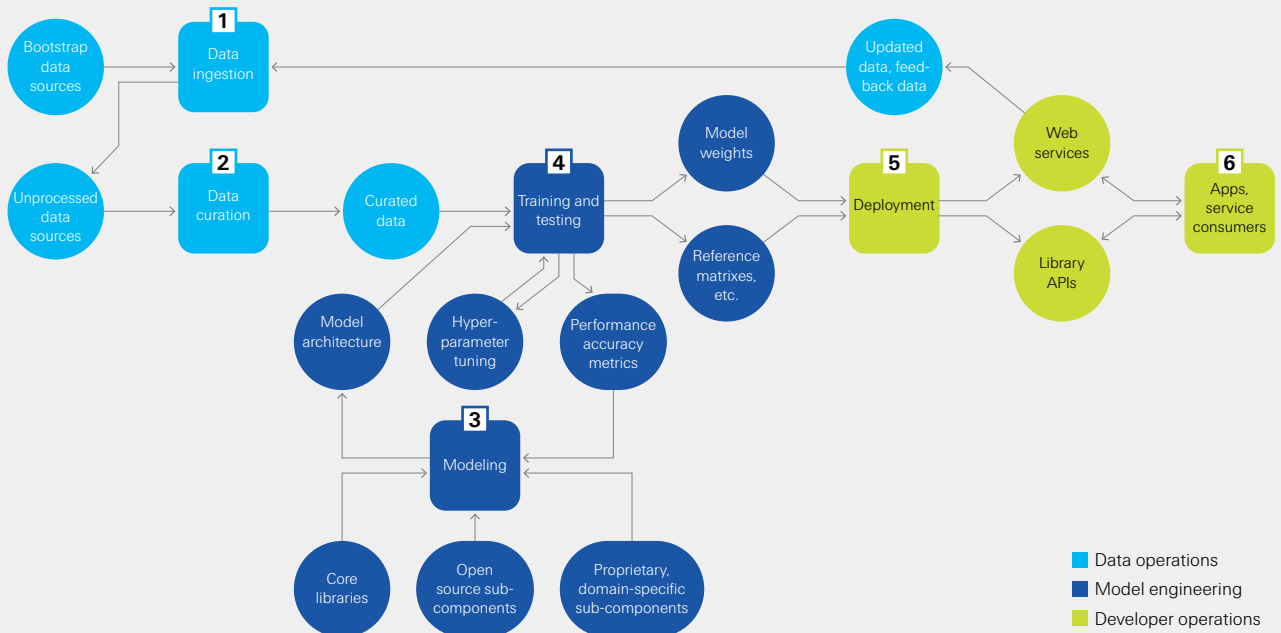 Bootstrap
data
sources
1
Data
ingestion
Updated
data, feed-
back data
Unprocessed
data
sources
2
Data
curation
Curated
data
4
Training and
testing
Model
weights
Reference
matrixes,
etc.
5
Deployment
Web
services
Library
APIs
6
Apps,
service
consumers
Model
architecture
Hyper-
parameter
tuning
Performance
accuracy
metrics
3
Modeling
Core
libraries
Open
source sub-
components
Proprietary,
domain-specific
sub-components
Data operations
Model engineering
Developer operations